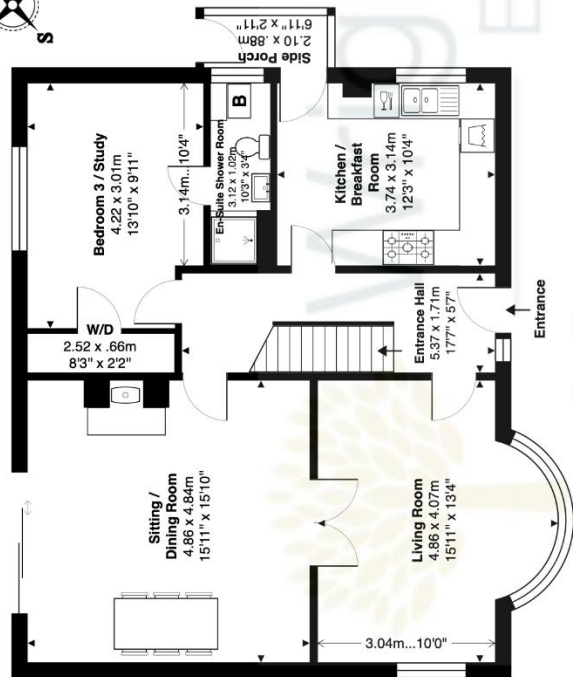 S
Side Porch
2.10 x .88m
6'11" x 2'11"
Bedroom 3 / Study
4.22 x 3.01m
13'10" x 9'11"
3.14m...10'4"
B
En-Suite Shower Room
3.12 x 1.02m
10'3" x 3'4"
Kitchen /
Breakfast
Room
3.74 x 3.14m
12'3" x 10'4"
W/D
2.52 x .66m
8'3" x 2'2"
Entrance Hall
5.37 x 1.71m
17'7" x 5'7"
Entrance
Sitting /
Dining Room
4.86 x 4.84m
15'11" x 15'10"
Living Room
4.86 x 4.07m
15'11" x 13'4"
3.04m...10'0"